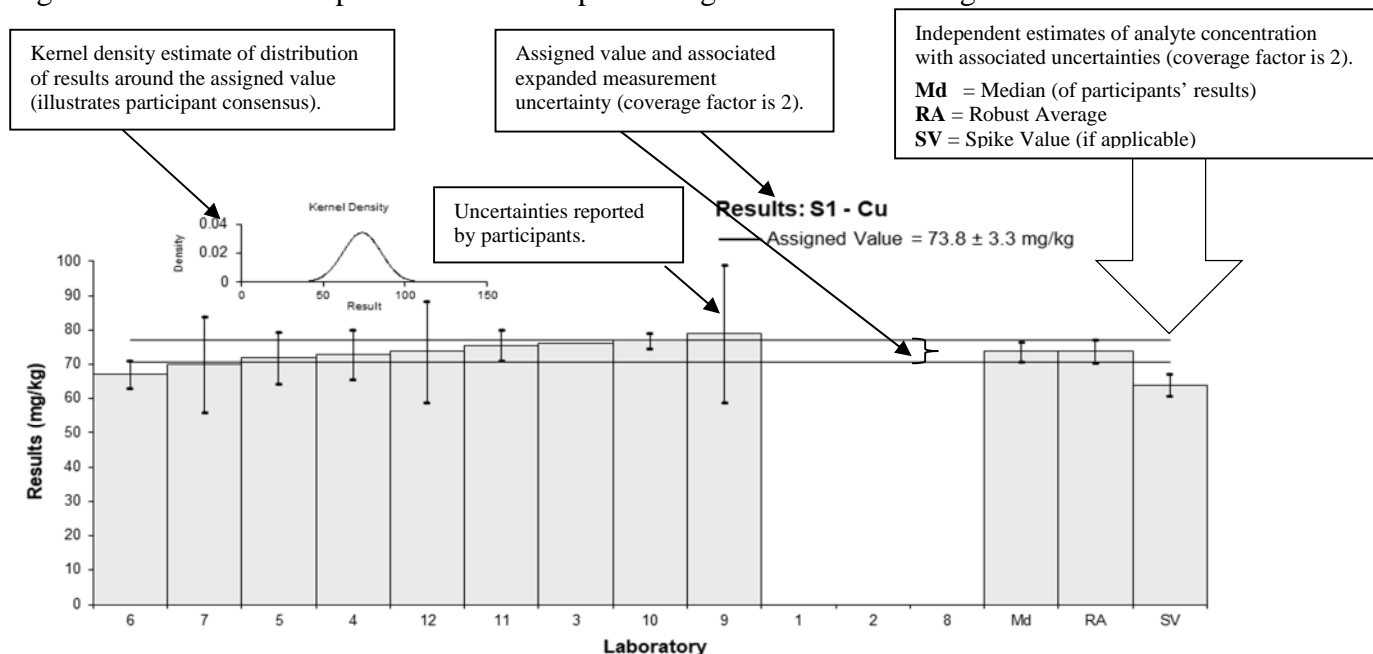 Kernel density estimate of distribution
of results around the assigned value
(illustrates participant consensus).
Assigned value and associated
expanded measurement
uncertainty (coverage factor is 2).
Independent estimates of analyte concentration
with associated uncertainties (coverage factor is 2).
Md = Median (of participants' results)
RA = Robust Average
SV = Spike Value (if applicable)
Uncertainties reported
by participants.
Results: S1 - Cu
Assigned Value = 73.8 ± 3.3 mg/kg
Kernel Density
Density
0.04
0.02
0
0 50 100 150
Result
Results (mg/kg)
100
90
80
70
60
50
40
30
20
10
0
6 7 5 4 12 11 3 10 9 1 2 8 Md RA SV
Laboratory